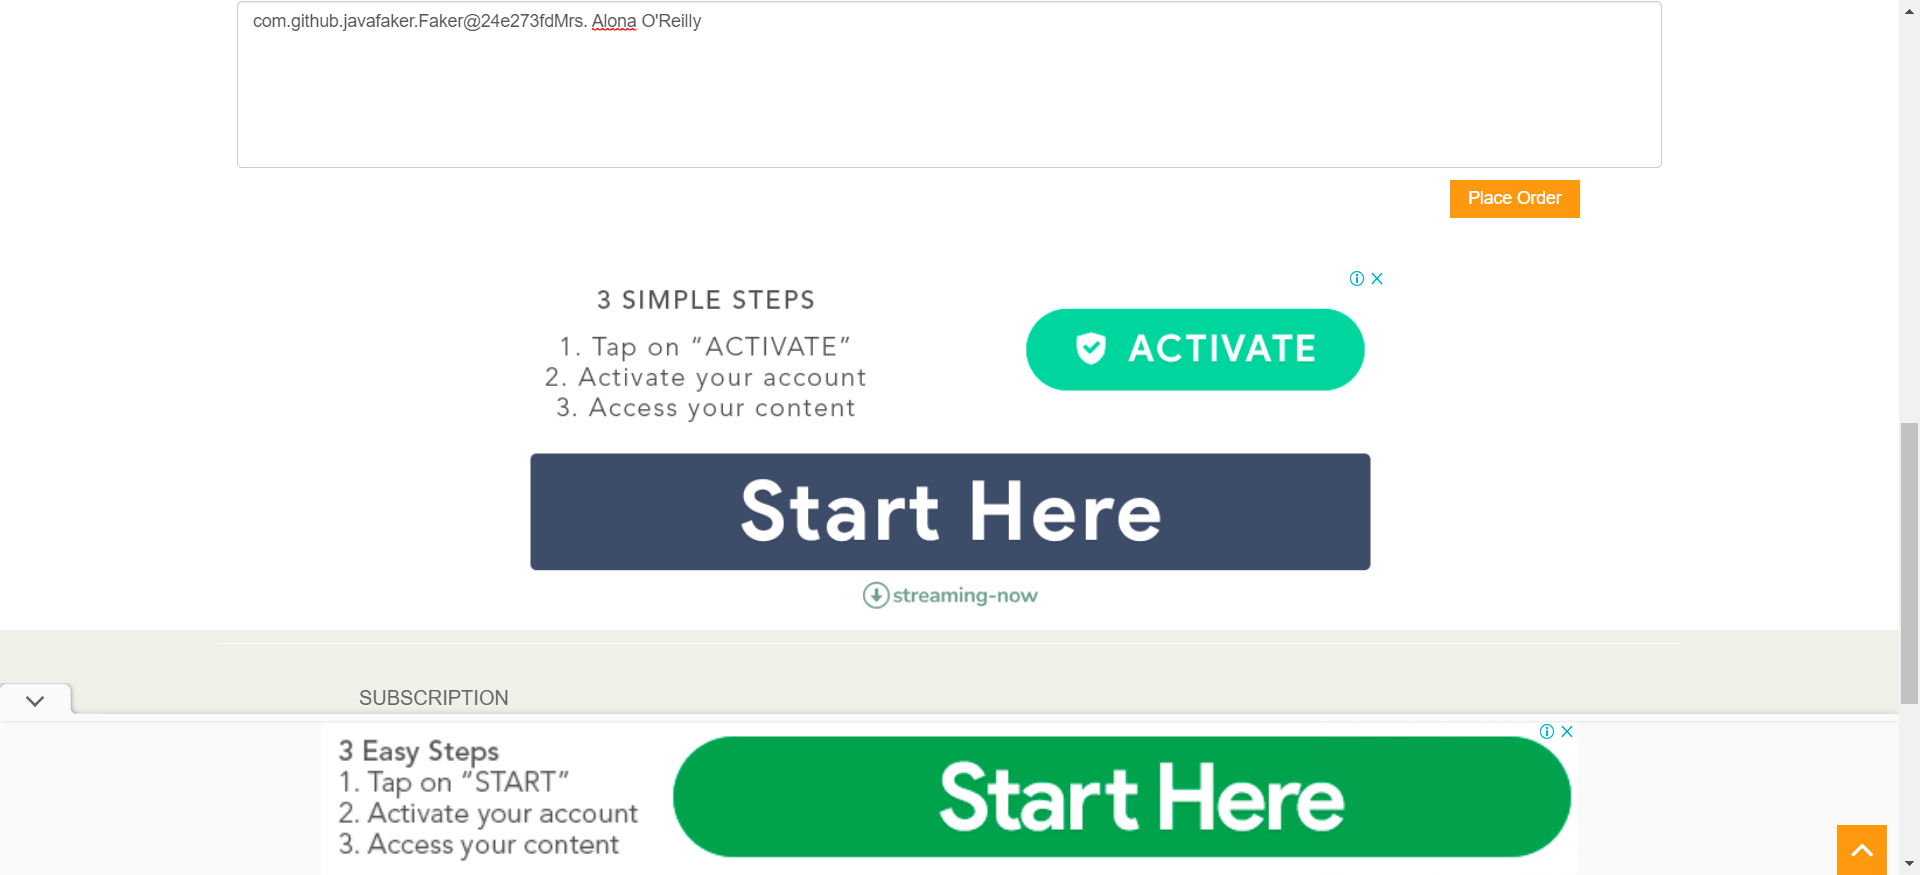 com.github.javafaker.Faker@24e273fdMrs. Alona O'Reilly
Place Order
3 SIMPLE STEPS
1. Tap on “ACTIVATE”
2. Activate your account
3. Access your content
ACTIVATE
Start Here
streaming-now
SUBSCRIPTION
3 Easy Steps
1. Tap on “START”
2. Activate your account
3. Access your content
Start Here